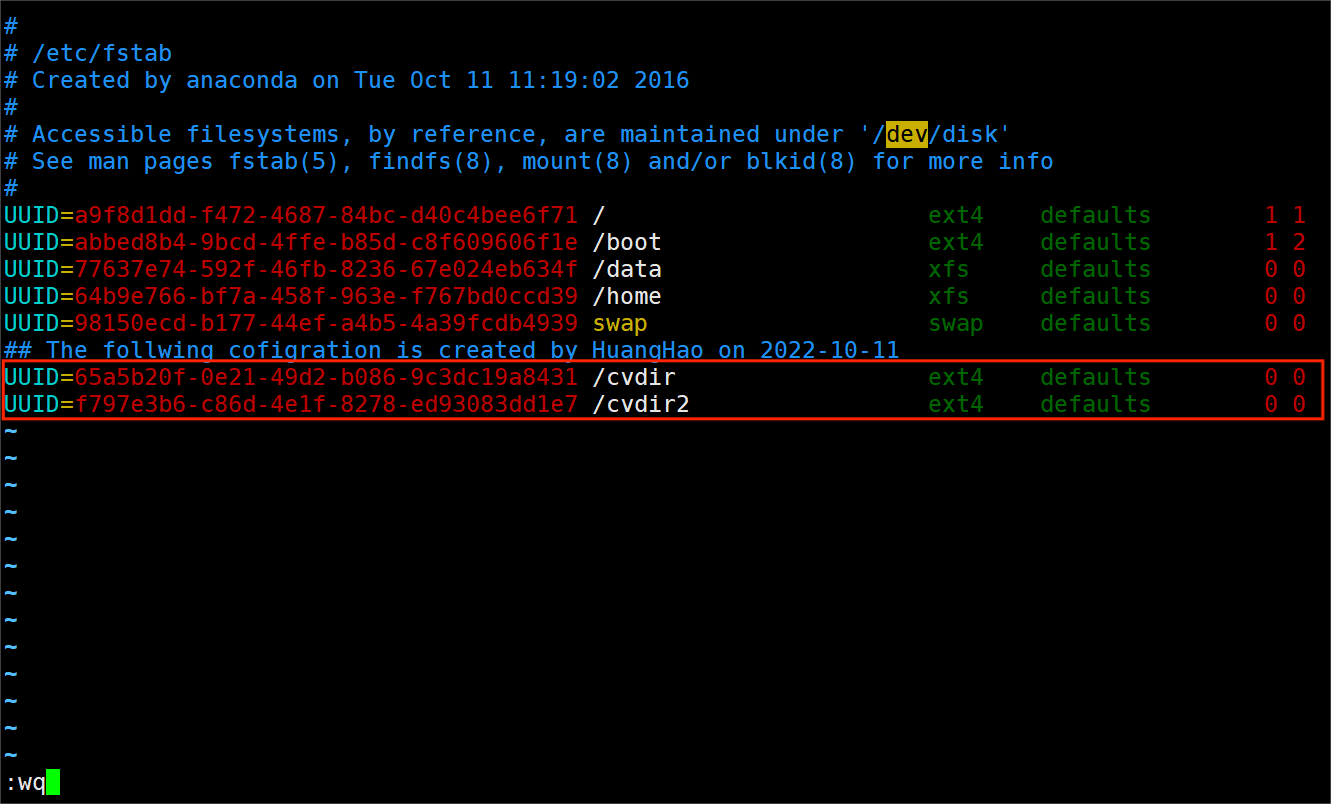 #
# /etc/fstab
# Created by anaconda on Tue Oct 11 11:19:02 2016
#
# Accessible filesystems, by reference, are maintained under '/dev/disk'
# See man pages fstab(5), findfs(8), mount(8) and/or blkid(8) for more info
#
UUID=a9f8d1dd-f472-4687-84bc-d40c4bee6f71 / ext4 defaults 1 1
UUID=abbed8b4-9bcd-4ffe-b85d-c8f609606f1e /boot ext4 defaults 1 2
UUID=77637e74-592f-46fb-8236-67e024eb634f /data xfs defaults 0 0
UUID=64b9e766-bf7a-458f-963e-f767bd0ccd39 /home xfs defaults 0 0
UUID=98150ecd-b177-44ef-a4b5-4a39fcdb4939 swap swap defaults 0 0
## The follwing cofigration is created by HuangHao on 2022-10-11
UUID=65a5b20f-0e21-49d2-b086-9c3dc19a8431 /cvdir ext4 defaults 0 0
UUID=f797e3b6-c86d-4e1f-8278-ed93083dd1e7 /cvdir2 ext4 defaults 0 0
~
~
~
~
~
~
~
~
~
~
~
~
~
:wq